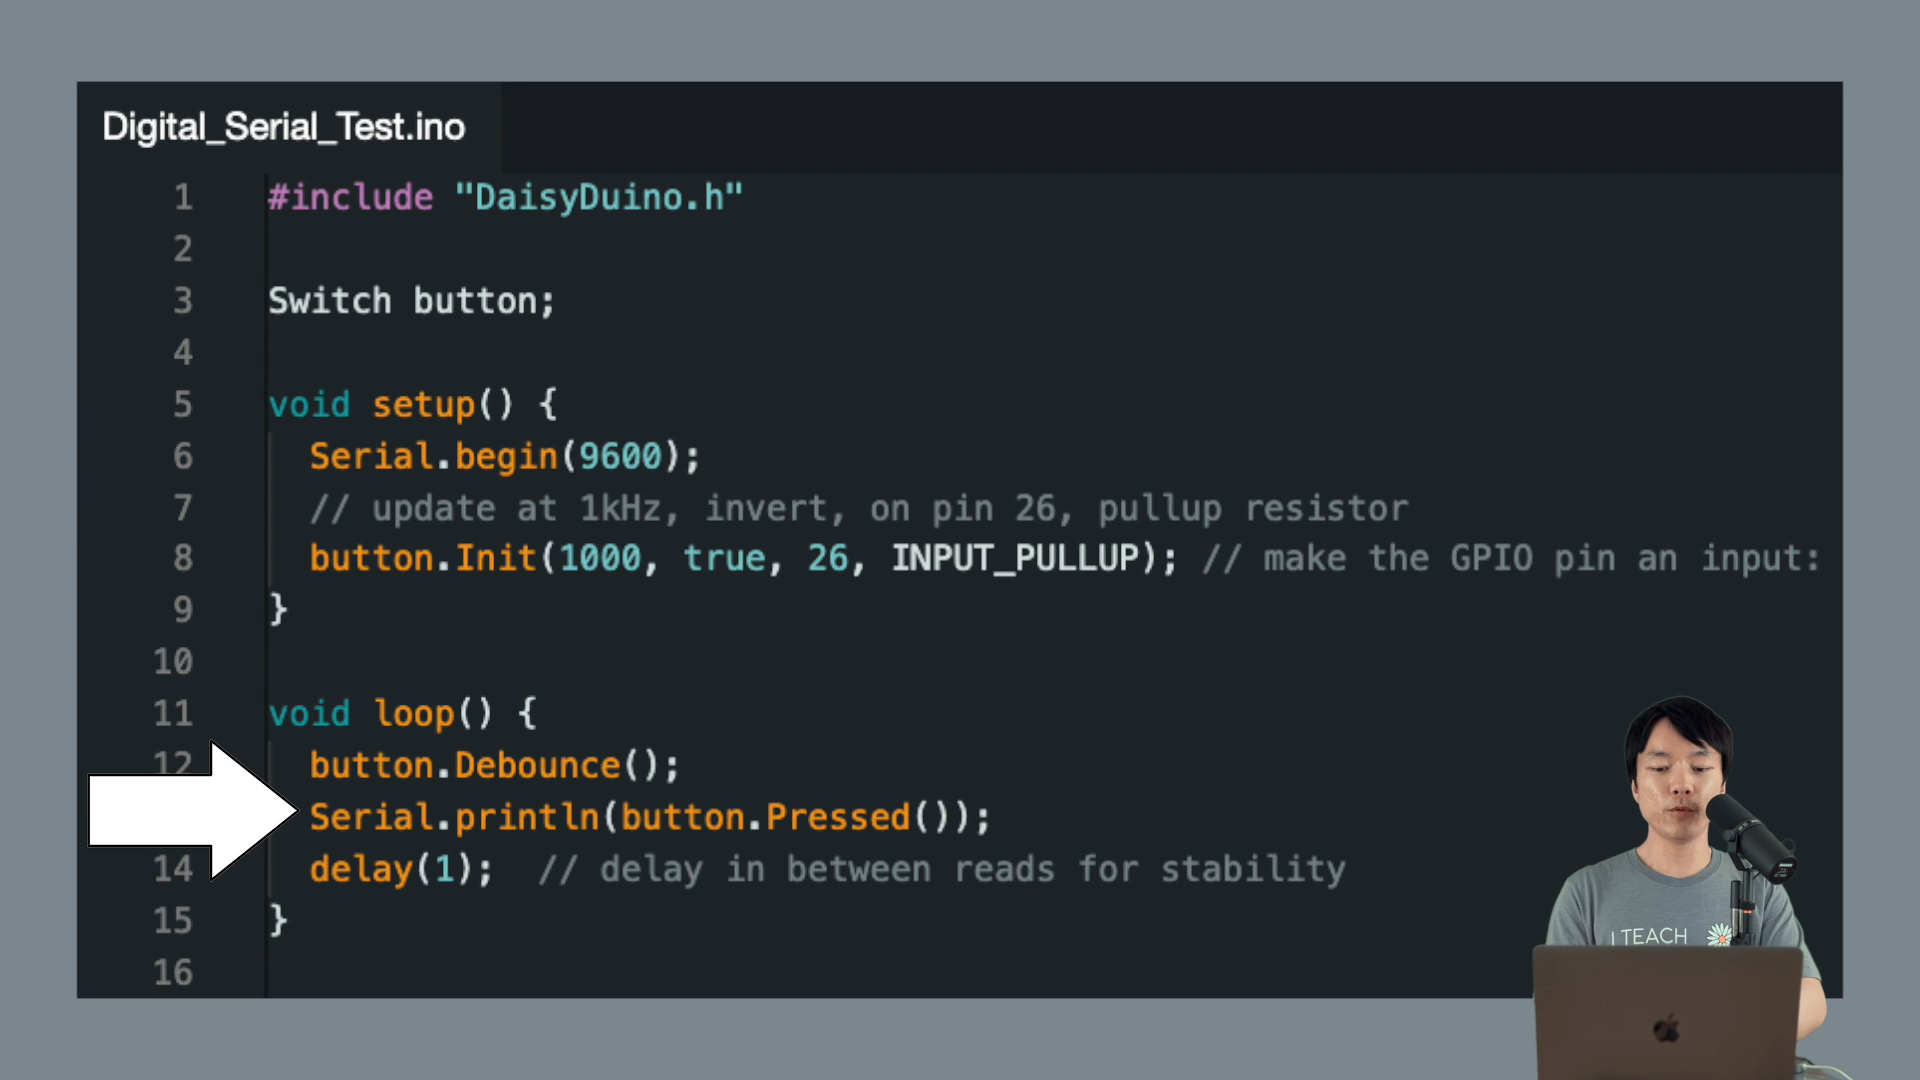 Digital_Serial_Test.ino
1 #include "DaisyDuino.h"
2
3 Switch button;
4
5 void setup() {
6 Serial.begin(9600);
7 // update at 1kHz, invert, on pin 26, pullup resistor
8 button.Init(1000, true, 26, INPUT_PULLUP); // make the GPIO pin an input:
9 }
10
11 void loop() {
12 button.Debounce();
Serial.println(button.Pressed());
14 delay(1); // delay in between reads for stability
15 }
16
I TEACH